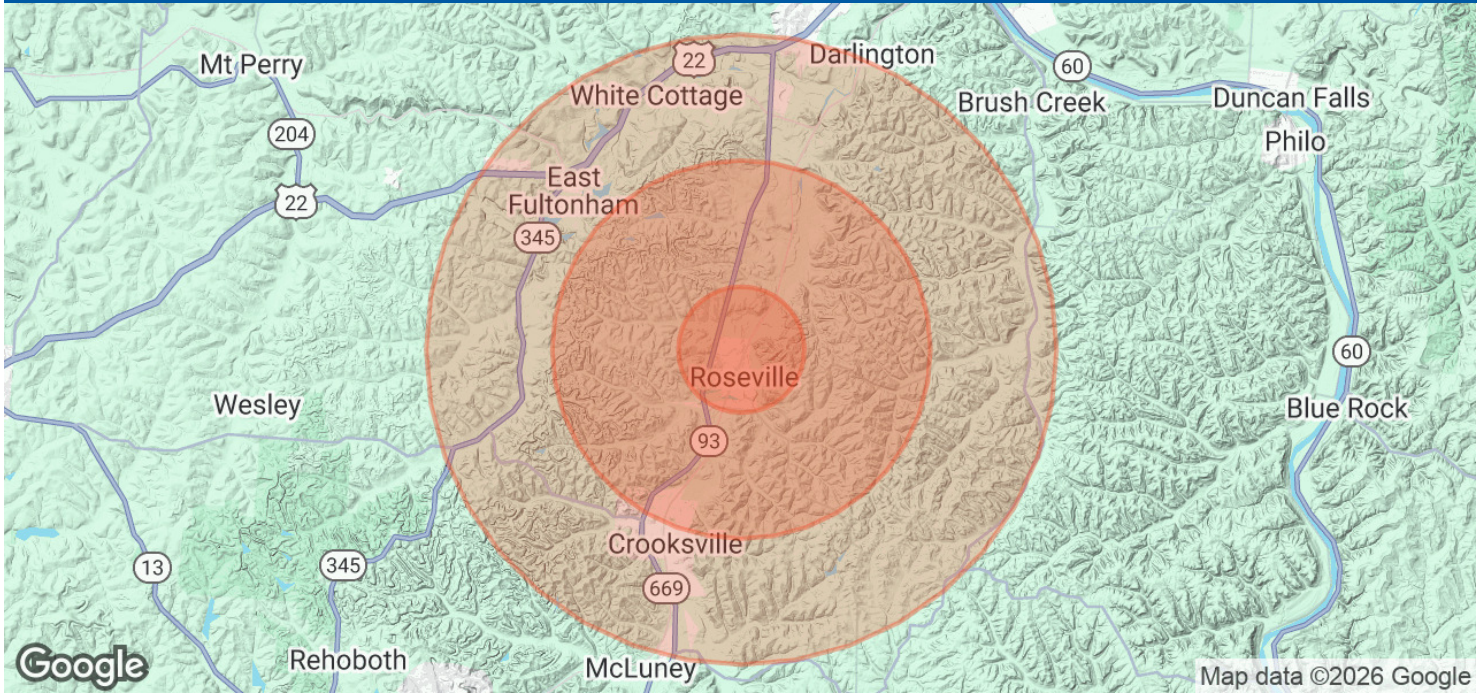 Mt Perry
22
Darlington
60
White Cottage
Brush Creek
Duncan Falls
204
Philo
East
Fultonham
22
345
60
Roseville
Wesley
Blue Rock
93
Crooksville
13
345
669
Rehoboth
McLuney
Google
Map data ©2026 Google